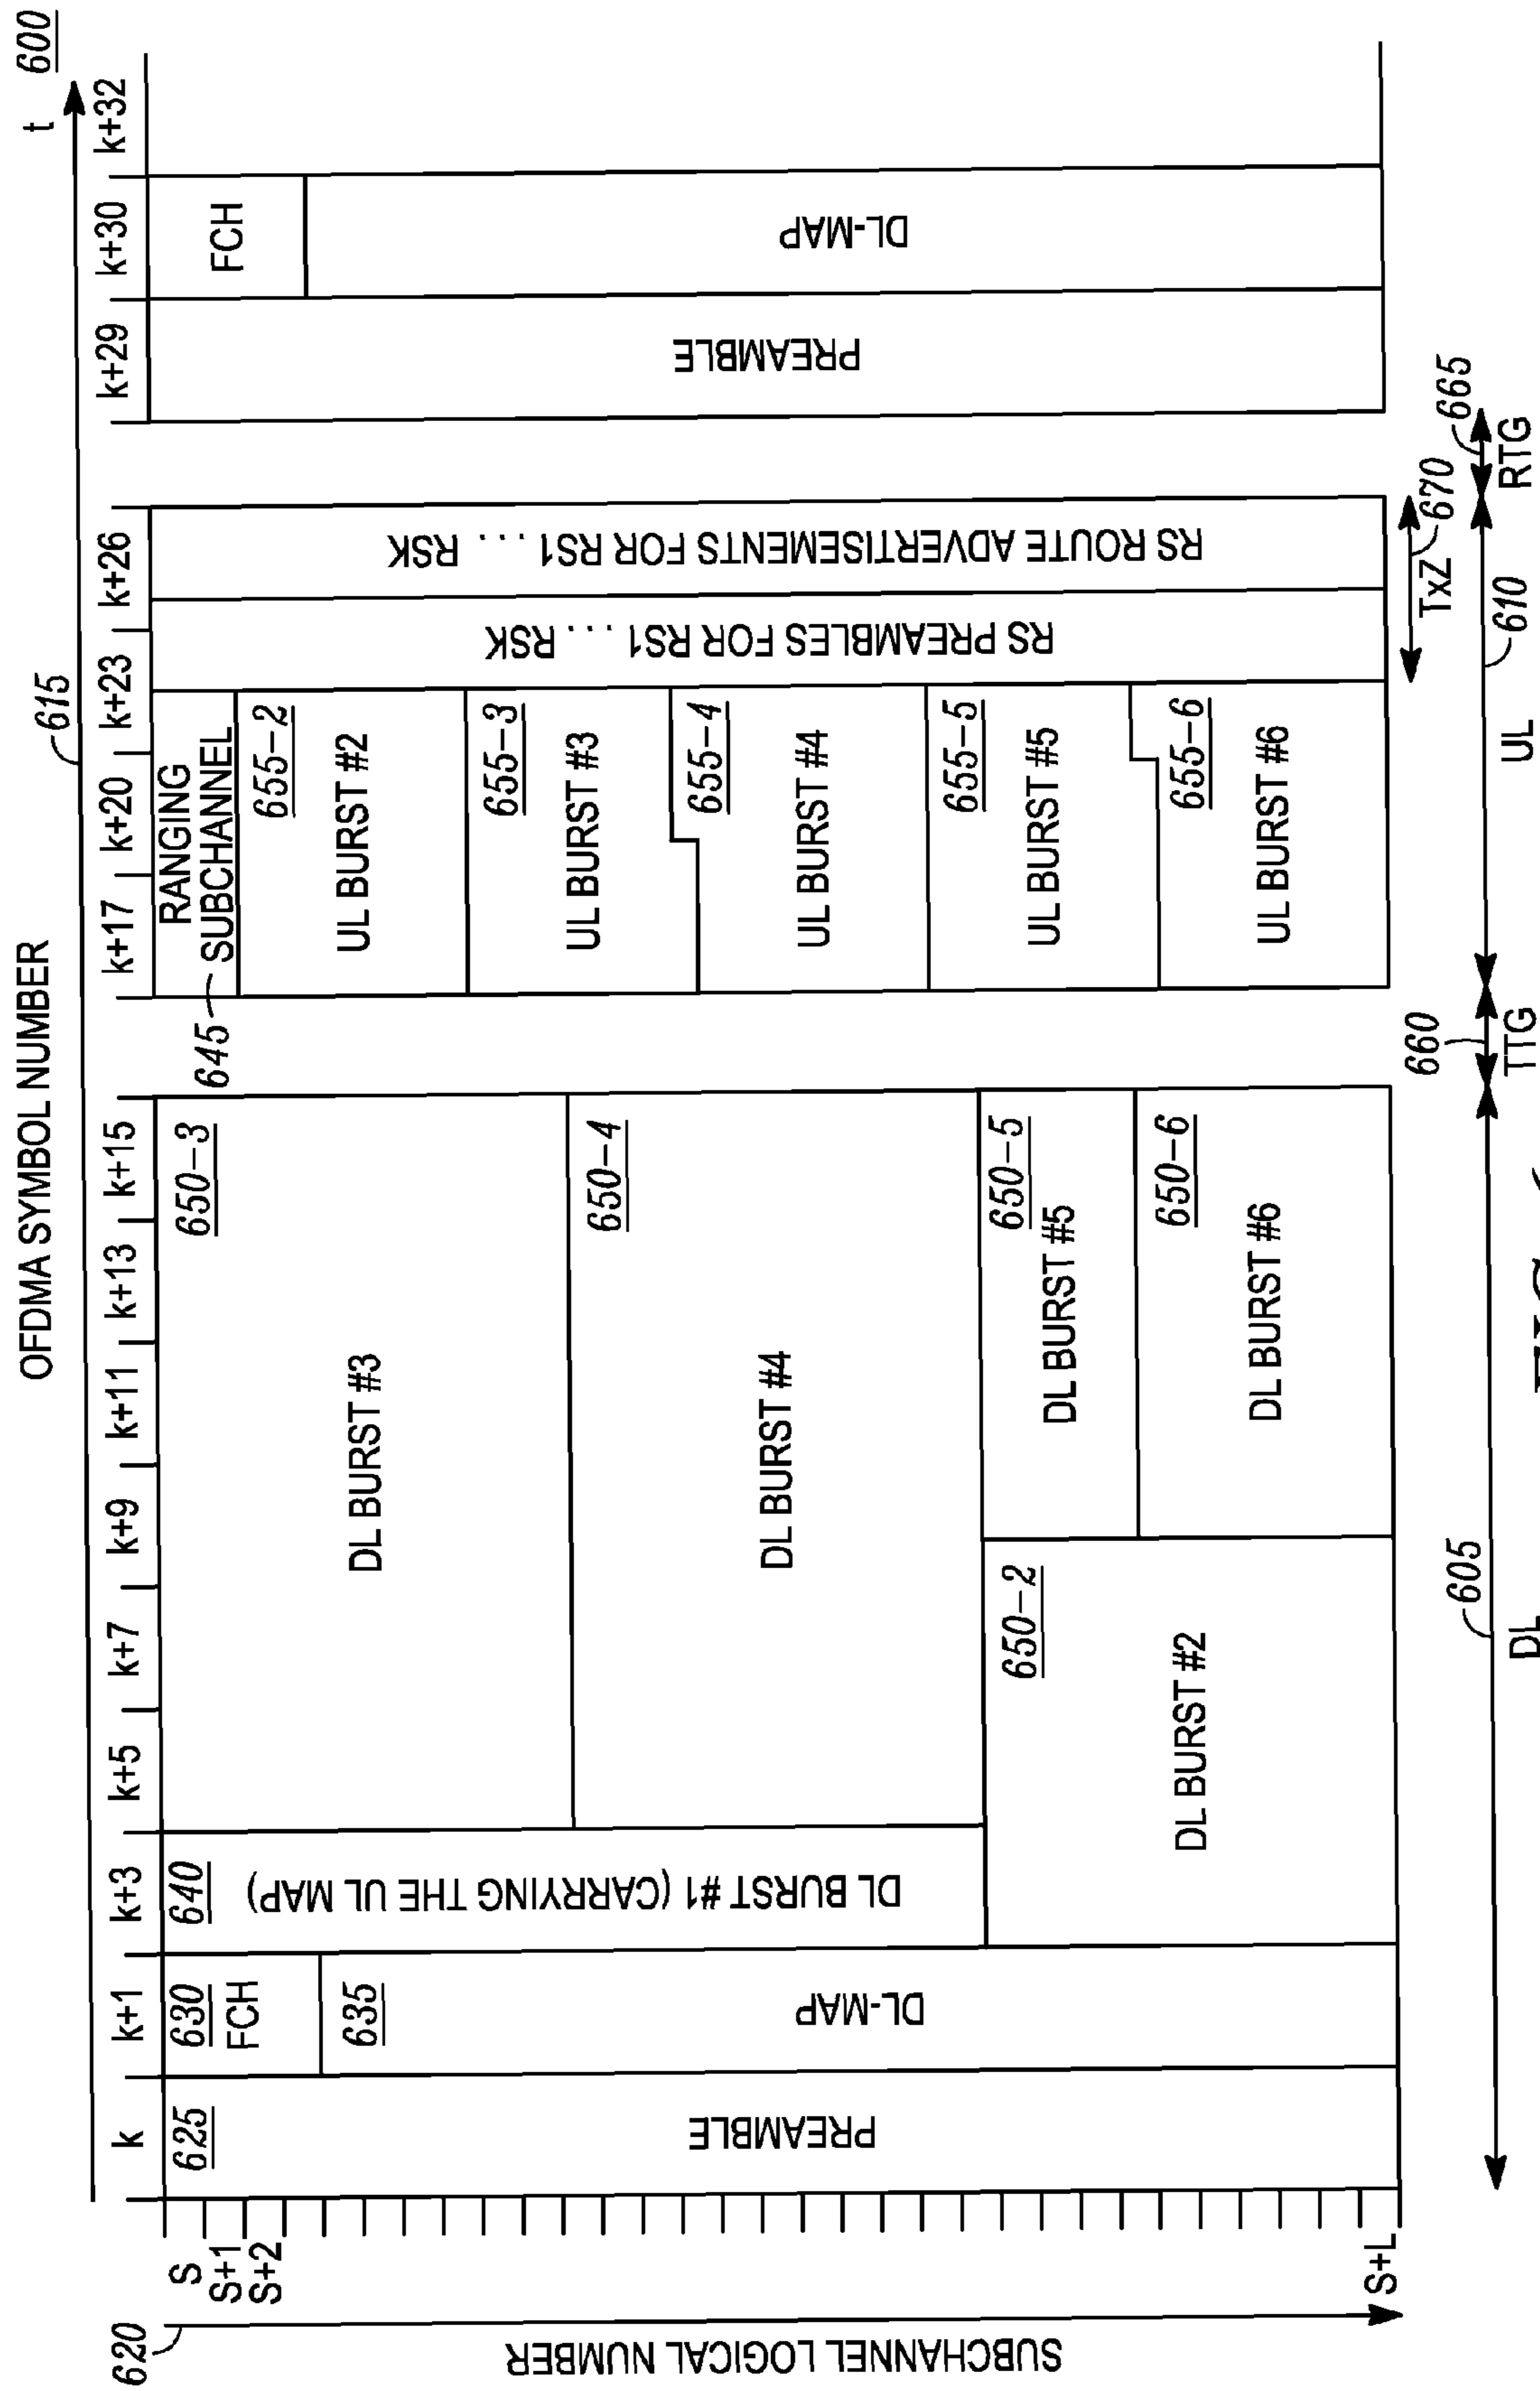 OFDMA SYMBOL NUMBER
615
t
600
k
k+1
k+3
k+5
k+7
k+9
k+11
k+13
k+15
k+17
k+20
k+23
k+26
k+29
k+30
k+32
620
SUBCHANNEL LOGICAL NUMBER
S
S+1
S+2
S+L
625
PREAMBLE
630
FCH
635
DL-MAP
640
DL BURST #1 (CARRYING THE UL MAP)
650-3
DL BURST #3
650-4
DL BURST #4
650-2
DL BURST #2
650-5
DL BURST #5
650-6
DL BURST #6
645
RANGING
SUBCHANNEL
655-2
UL BURST #2
655-3
UL BURST #3
655-4
UL BURST #4
655-5
UL BURST #5
655-6
UL BURST #6
RS PREAMBLES FOR RS1 ... RSK
RS ROUTE ADVERTISEMENTS FOR RS1 ... RSK
PREAMBLE
FCH
DL-MAP
TxZ
670
605
DL
660
TTG
610
UL
665
RTG